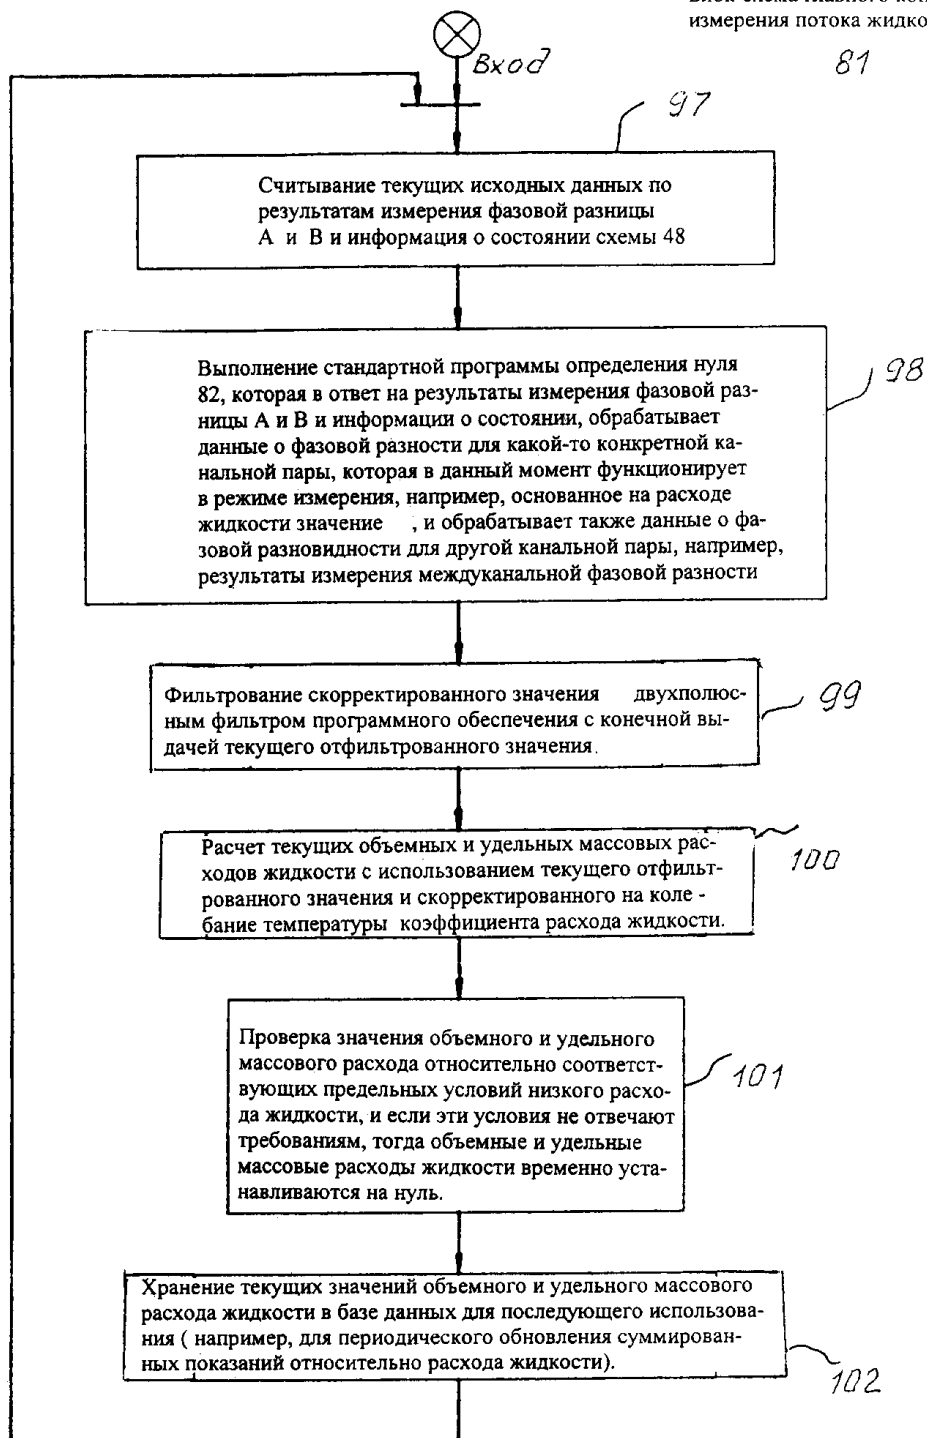 измерения потока жидко
81
Вход
97
Считывание текущих исходных данных по
результатам измерения фазовой разницы
А и В и информация о состоянии схемы 48
Выполнение стандартной программы определения нуля
82, которая в ответ на результаты измерения фазовой раз-
ницы А и В и информации о состоянии, обрабатывает
данные о фазовой разности для какой-то конкретной ка-
нальной пары, которая в данный момент функционирует
в режиме измерения, например, основанное на расходе
жидкости значение , и обрабатывает также данные о фа-
зовой разновидности для другой канальной пары, например,
результаты измерения междуканальной фазовой разности
98
Фильтрование скорректированного значения двухполюс-
ным фильтром программного обеспечения с конечной вы-
дачей текущего отфильтрованного значения.
99
Расчет текущих объемных и удельных массовых рас-
ходов жидкости с использованием текущего отфильт-
рованного значения и скорректированного на коле -
бание температуры коэффициента расхода жидкости.
100
Проверка значения объемного и удельного
массового расхода относительно соответст-
вующих предельных условий низкого расхо-
да жидкости, и если эти условия не отвечают
требованиям, тогда объемные и удельные
массовые расходы жидкости временно уста-
навливаются на нуль.
101
Хранение текущих значений объемного и удельного массового
расхода жидкости в базе данных для последующего использова-
ния ( например, для периодического обновления суммирован-
ных показаний относительно расхода жидкости).
102